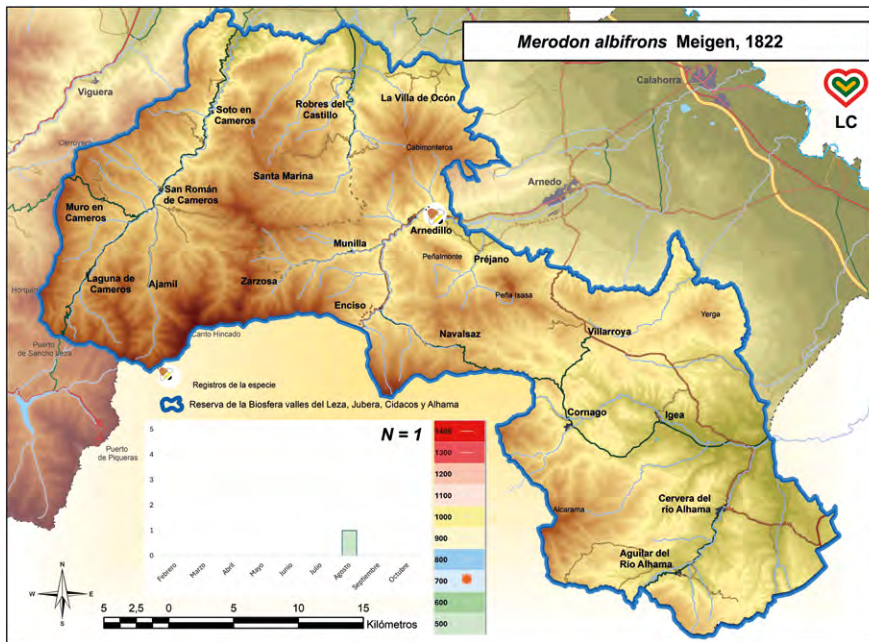 Merodon albifrons Meigen, 1822
LC
Calahorra
Viguera
Soto en
Cameros
Robres del
Castillo
La Villa de Ocón
Cabimonteros
Santa Marina
San Román
de Cameros
Arnedo
Muro en
Cameros
Arnedillo
Munilla
Peñalmonte
Préjano
Laguna de
Cameros
Ajamil
Zarzosa
Enciso
Peña Isasa
Navalsaz
Villarroya
Yerga
Canto Hincado
Puerto
de Sancho Leza
Registros de la especie
Reserva de la Biosfera valles del Leza, Jubera, Cidacos y Alhama
Cornago
Igea
Puerto
de Piqueras
N = 1
5
4
3
2
1
0
Febrero
Marzo
Abril
Mayo
Junio
Julio
Agosto
Septiembre
Octubre
1400
1300
1200
1100
1000
900
800
700
600
500
Alcarama
Cervera del
río Alhama
Aguilar del
Río Alhama
N
W
E
S
5
2,5
0
5
10
15
Kilómetros